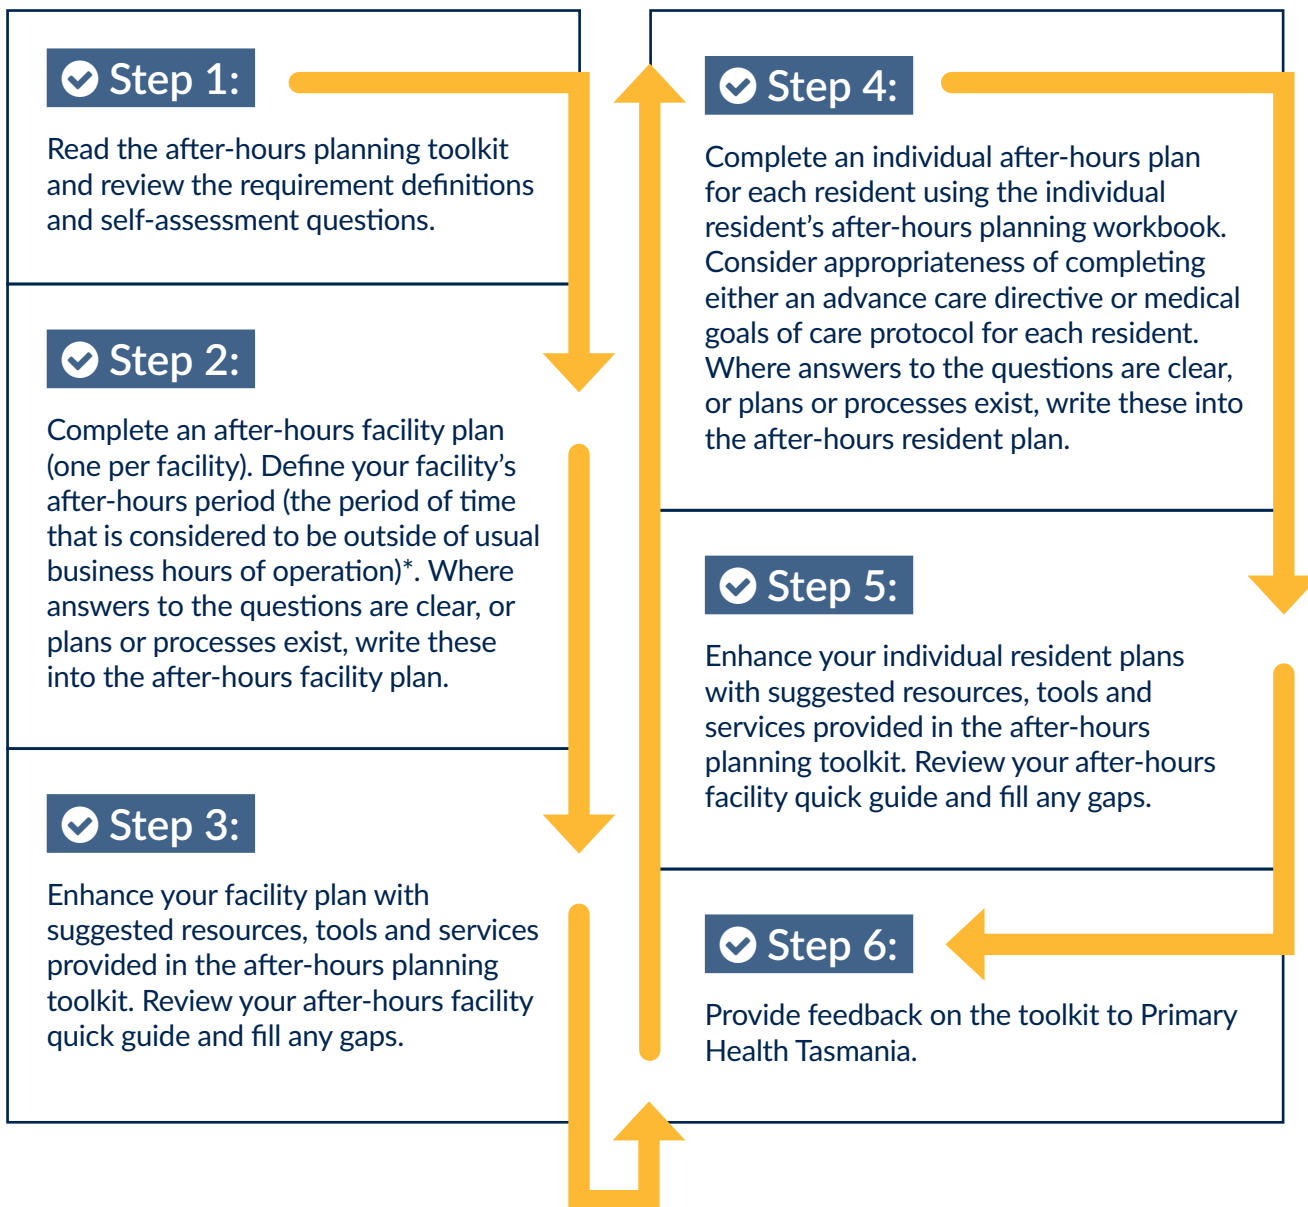 Step 1:
Read the after-hours planning toolkit
and review the requirement definitions
and self-assessment questions.
Step 2:
Complete an after-hours facility plan
(one per facility). Define your facility’s
after-hours period (the period of time
that is considered to be outside of usual
business hours of operation)*. Where
answers to the questions are clear, or
plans or processes exist, write these
into the after-hours facility plan.
Step 3:
Enhance your facility plan with
suggested resources, tools and services
provided in the after-hours planning
toolkit. Review your after-hours facility
quick guide and fill any gaps.
Step 4:
Complete an individual after-hours plan
for each resident using the individual
resident’s after-hours planning workbook.
Consider appropriateness of completing
either an advance care directive or medical
goals of care protocol for each resident.
Where answers to the questions are clear,
or plans or processes exist, write these into
the after-hours resident plan.
Step 5:
Enhance your individual resident plans
with suggested resources, tools and
services provided in the after-hours
planning toolkit. Review your after-hours
facility quick guide and fill any gaps.
Step 6:
Provide feedback on the toolkit to Primary
Health Tasmania.